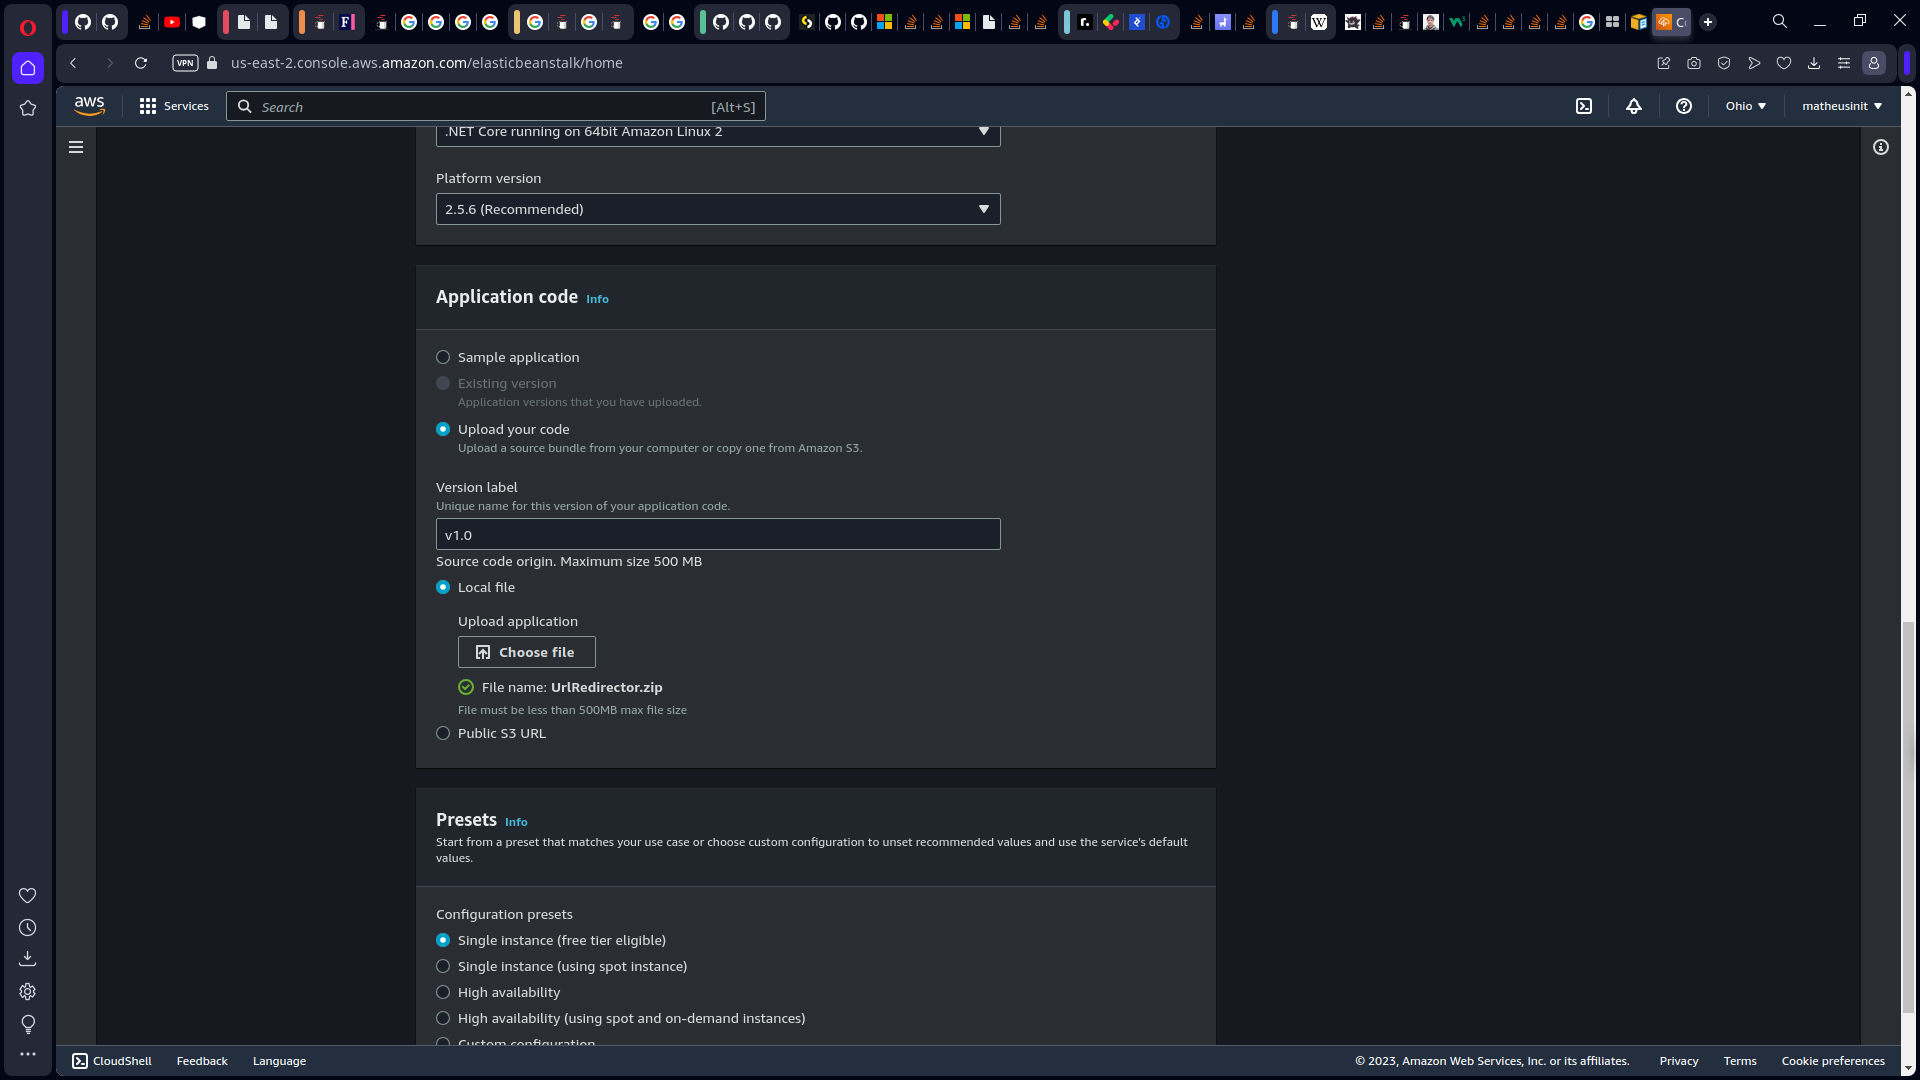 VPN
us-east-2.console.aws.amazon.com/elasticbeanstalk/home
aws
Services
Search
[Alt+S]
Ohio
matheusinit
.NET Core running on 64bit Amazon Linux 2
Platform version
2.5.6 (Recommended)
Application code Info
Sample application
Existing version
Application versions that you have uploaded.
Upload your code
Upload a source bundle from your computer or copy one from Amazon S3.
Version label
Unique name for this version of your application code.
v1.0
Source code origin. Maximum size 500 MB
Local file
Upload application
Choose file
File name: UrlRedirector.zip
File must be less than 500MB max file size
Public S3 URL
Presets Info
Start from a preset that matches your use case or choose custom configuration to unset recommended values and use the service's default
values.
Configuration presets
Single instance (free tier eligible)
Single instance (using spot instance)
High availability
High availability (using spot and on-demand instances)
Custom configuration
CloudShell
Feedback
Language
© 2023, Amazon Web Services, Inc. or its affiliates.
Privacy
Terms
Cookie preferences